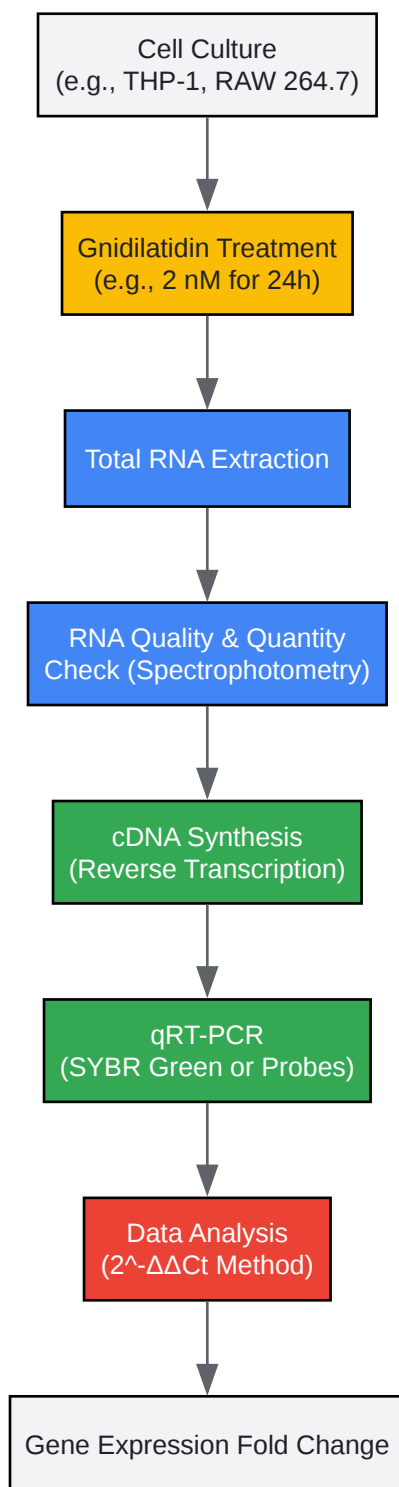 Cell Culture
(e.g., THP-1, RAW 264.7)
Gnidilatidin Treatment
(e.g., 2 nM for 24h)
Total RNA Extraction
RNA Quality & Quantity
Check (Spectrophotometry)
cDNA Synthesis
(Reverse Transcription)
qRT-PCR
(SYBR Green or Probes)
Data Analysis
(2^-ΔΔCt Method)
Gene Expression Fold Change